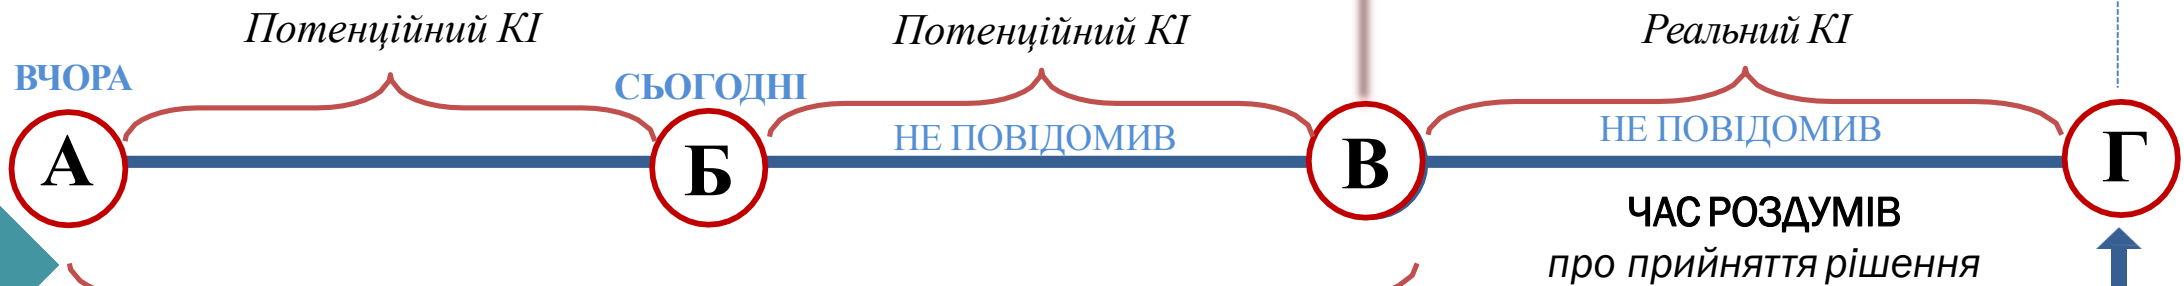 Потенційний КІ
Потенційний КІ
Реальний КІ
ВЧОРА
СЬОГОДНІ
НЕ ПОВІДОМИВ
НЕ ПОВІДОМИВ
А
Б
В
Г
ЧАС РОЗДУМІВ
про прийняття рішення